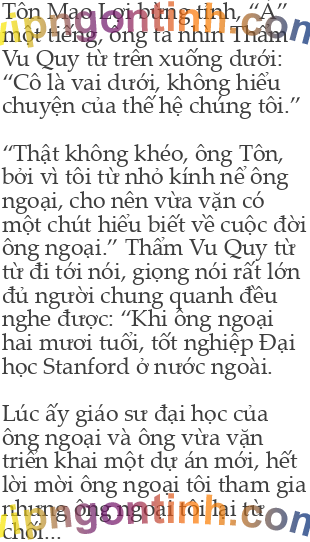 Tôn Mao Lợi bừng tỉnh, “À”
một tiếng, ông ta nhìn Thẩm
Vu Quy từ trên xuống dưới:
“Cô là vai dưới, không hiểu
chuyện của thế hệ chúng tôi.”
“Thật không khéo, ông Tôn,
bởi vì tôi từ nhỏ kính nể ông
ngoại, cho nên vừa vặn có
một chút hiểu biết về cuộc đời
ông ngoại.” Thẩm Vu Quy từ
từ đi tới nói, giọng nói rất lớn
đủ người chung quanh đều
nghe được: “Khi ông ngoại
hai mươi tuổi, tốt nghiệp Đại
học Stanford ở nước ngoài.
Lúc ấy giáo sư đại học của
ông ngoại và ông vừa vặn
triển khai một dự án mới, hết
lời mời ông ngoại tôi tham gia
nhưng ông ngoại tôi lại từ
chối...
vipngontinh.com